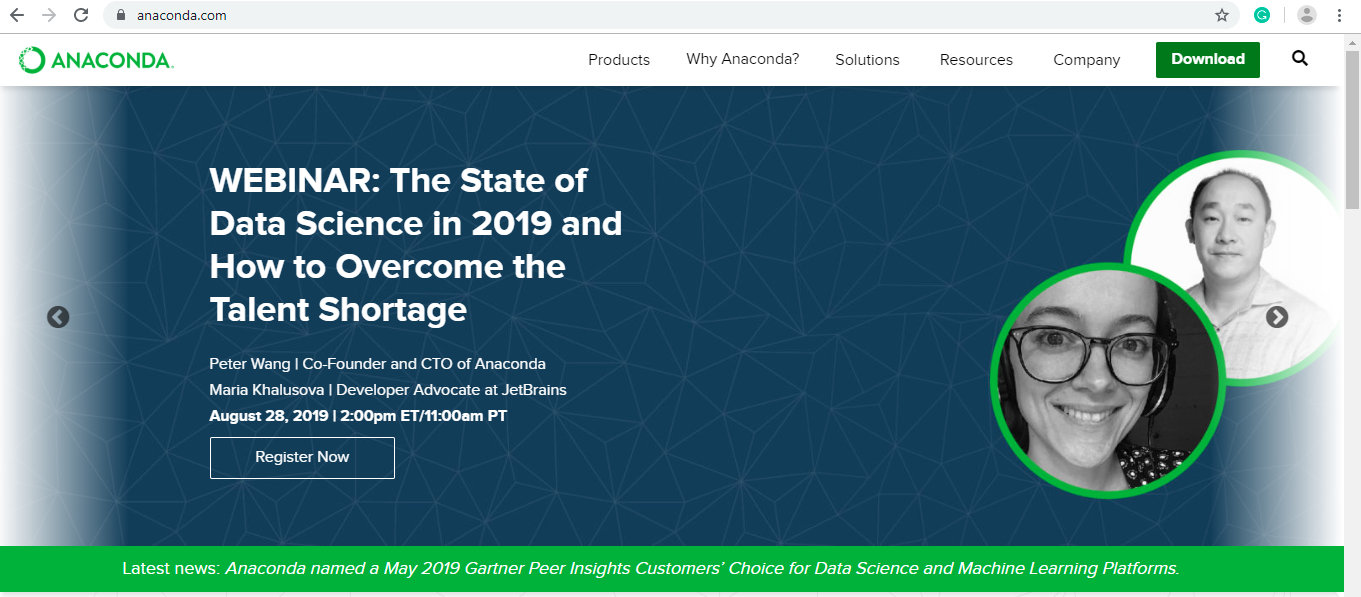 anaconda.com
ANACONDA.
Products Why Anaconda? Solutions Resources Company Download
WEBINAR: The State of
Data Science in 2019 and
How to Overcome the
Talent Shortage
Peter Wang | Co-Founder and CTO of Anaconda
Maria Khalusova | Developer Advocate at JetBrains
August 28, 2019 | 2:00pm ET/11:00am PT
Register Now
Latest news: Anaconda named a May 2019 Gartner Peer Insights Customers’ Choice for Data Science and Machine Learning Platforms.